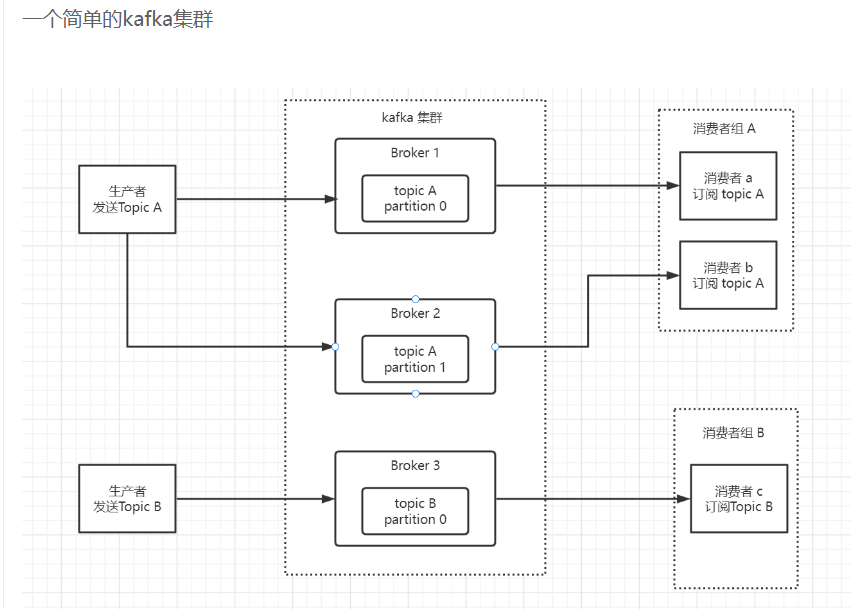 一个简单的kafka集群
kafka 集群
消费者组 A
Broker 1
topic A
partition 0
生产者
发送Topic A
消费者 a
订阅 topic A
消费者 b
订阅 topic A
Broker 2
topic A
partition 1
消费者组 B
Broker 3
topic B
partition 0
生产者
发送Topic B
消费者 c
订阅Topic B